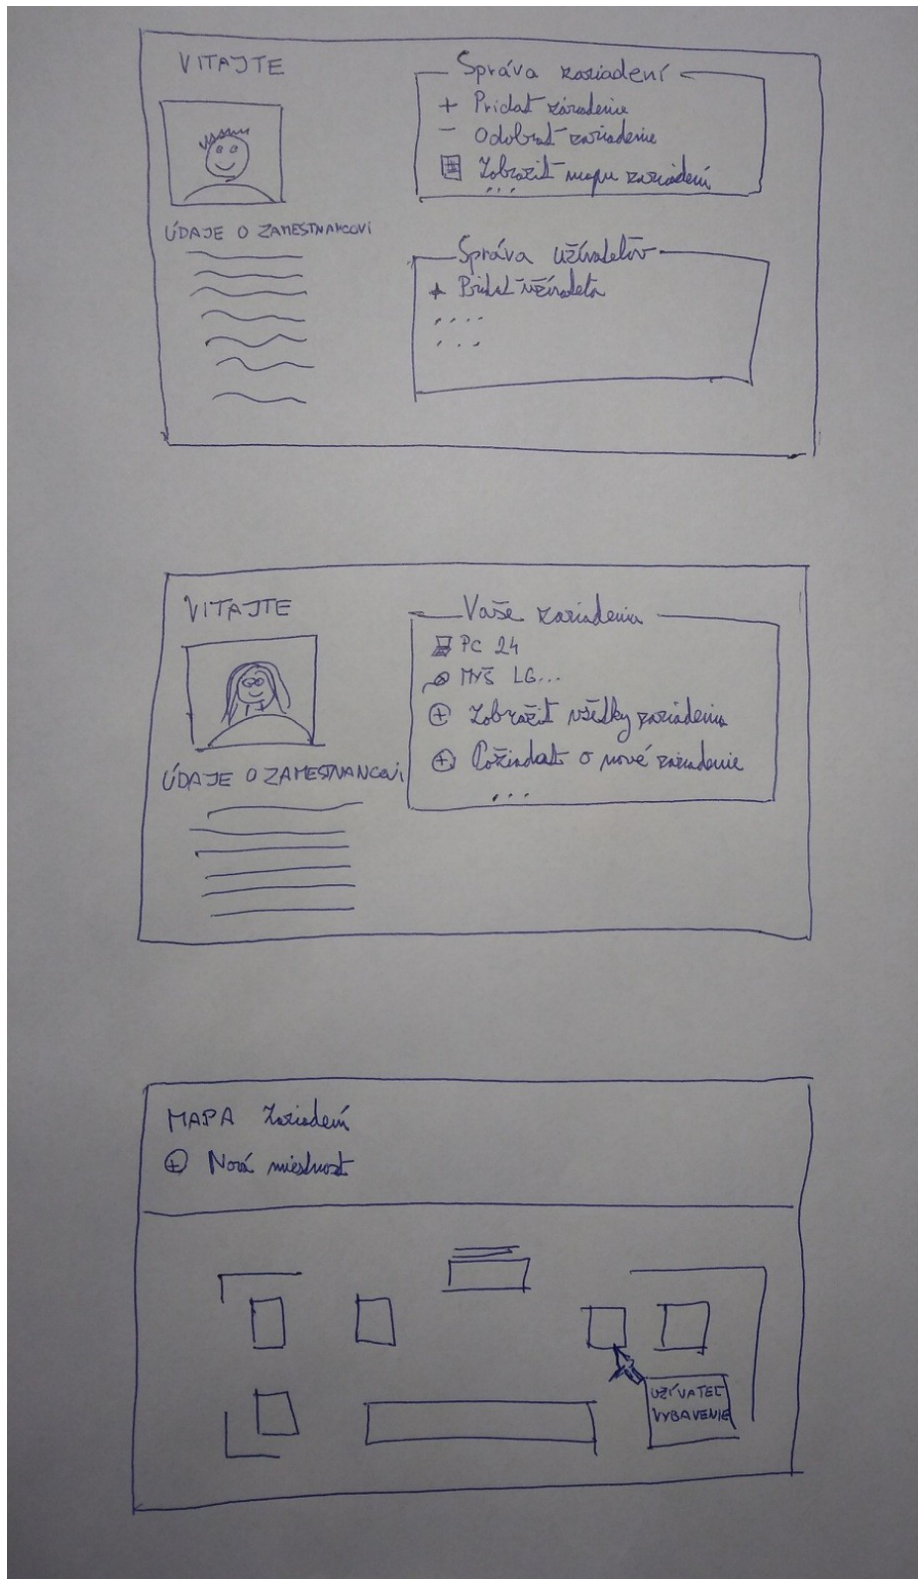 VITAJTE
ÚDAJE O ZAMESTNANCOVI
Správa zariadení
+ Pridať zariadenie
- Odobrať zariadenie
Zobraziť mapu zariadení
...
Správa užívateľov
+ Pridať užívateľa
....
....
VITAJTE
ÚDAJE O ZAMESTNANCOVI
Vaše zariadenia
PC 24
MYŠ LG...
+ Zobraziť všetky zariadenia
+ Požiadať o nové zariadenie
...
MAPA Zariadení
+ Nová miestnosť
UŽÍVATEĽ
VYBAVENIE